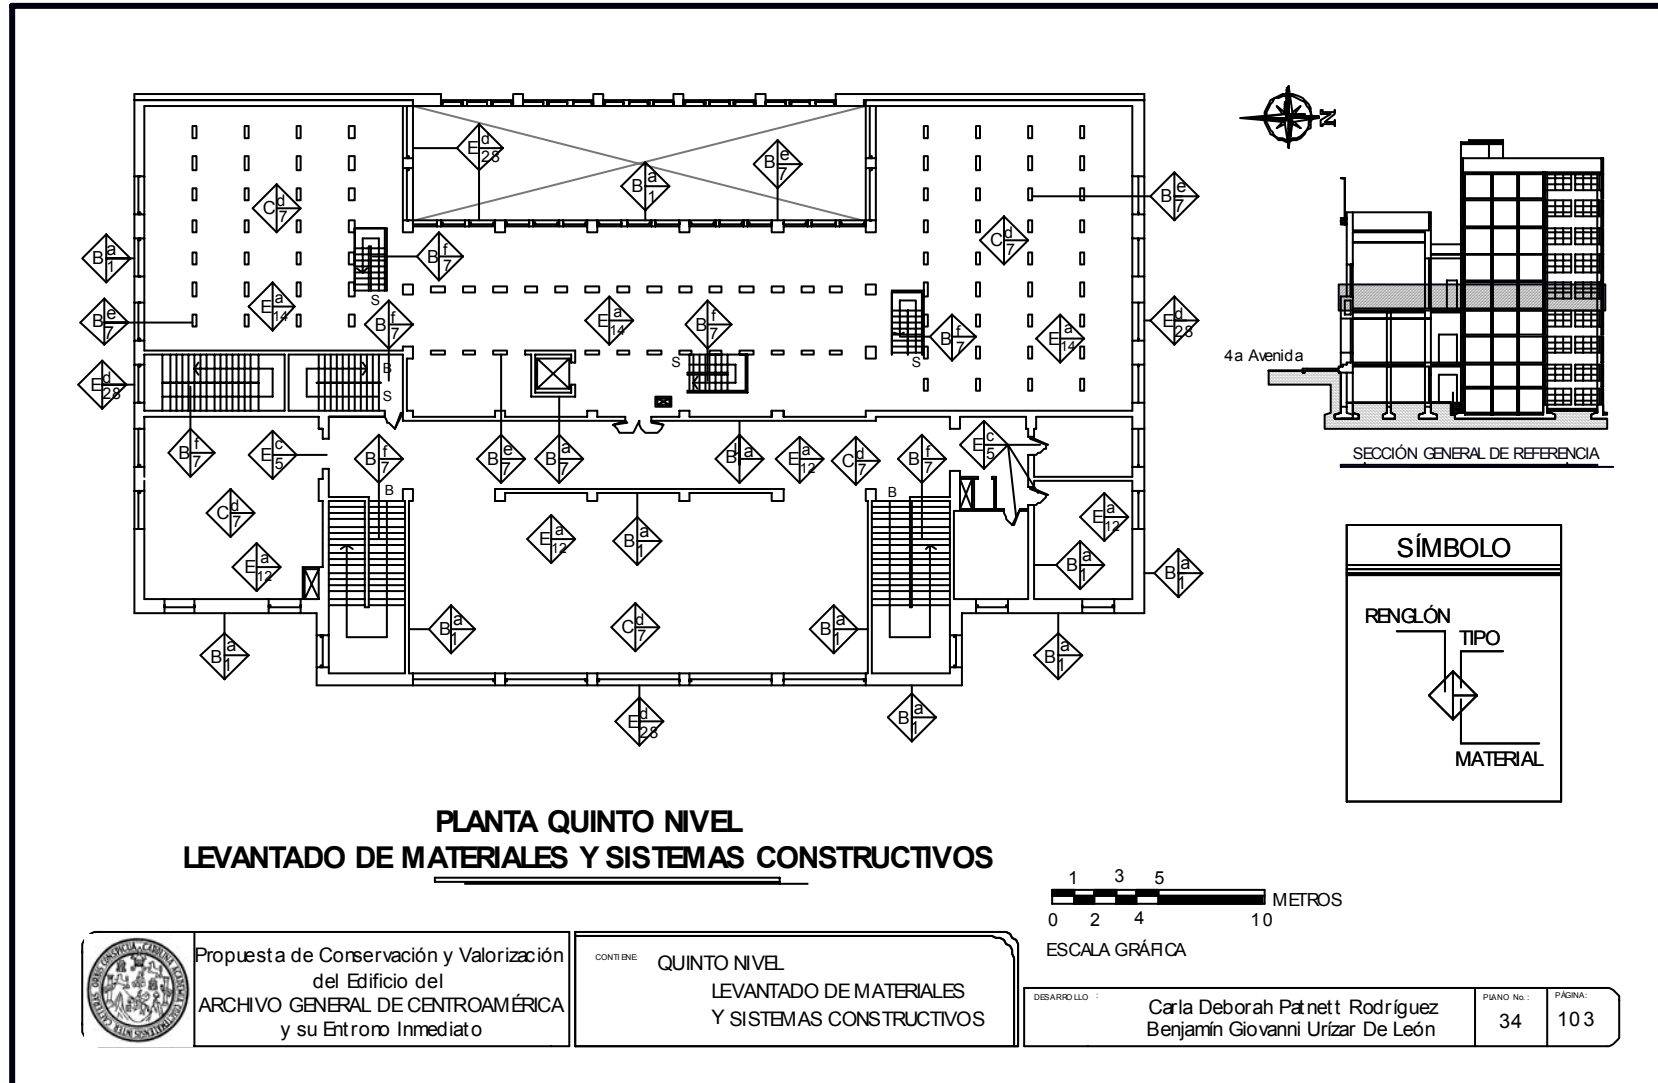 E d 28
B e 7
B a 1
C d 7
B e 7
C d 7
B a 1
B f 7
E a 14
S
B e 7
B f 7
E a 14
B f 7
B f 7
E a 14
E d 28
S
S
E d 28
B
S
B f 7
E c 5
B f 7
B e 7
B a 7
B a
E a 12
C d 7
B f 7
E c 5
B
B
C d 7
E a 12
B a 1
E a 12
E a 12
B a 1
B a 1
B a 1
C d 7
B a 1
B a 1
B a 1
E d 28
B a 1
N
4a Avenida
SECCIÓN GENERAL DE REFERENCIA
SÍMBOLO
RENGLÓN
TIPO
MATERIAL
PLANTA QUINTO NIVEL
LEVANTADO DE MATERIALES Y SISTEMAS CONSTRUCTIVOS
1 3 5
METROS
0 2 4 10
ESCALA GRÁFICA
Propuesta de Conservación y Valorización
del Edificio del
ARCHIVO GENERAL DE CENTROAMÉRICA
y su Entrono Inmediato
CONTIENE
QUINTO NIVEL
LEVANTADO DE MATERIALES
Y SISTEMAS CONSTRUCTIVOS
DESARROLLO :
Carla Deborah Patnett Rodríguez
Benjamín Giovanni Urízar De León
PLANO No.:
34
PÁGINA:
103